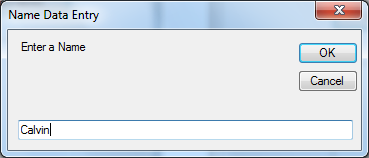 Name Data Entry
Enter a Name
OK
Cancel
Calvin